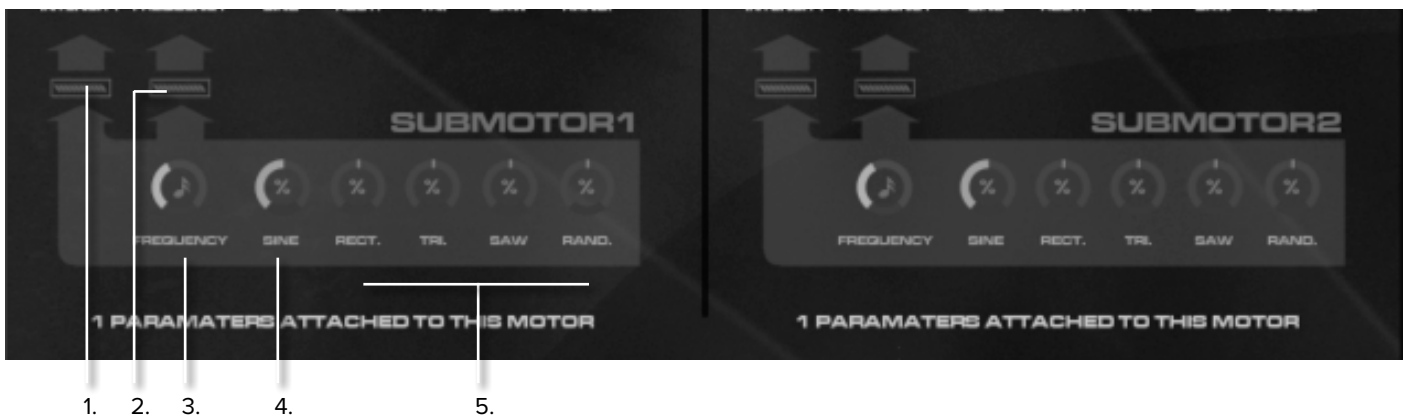 SUBMOTOR1 SUBMOTOR2
FREQUENCY SINE RECT. TRI. SAW RAND. FREQUENCY SINE RECT. TRI. SAW RAND.
1 PARAMATERS ATTACHED TO THIS MOTOR 1 PARAMATERS ATTACHED TO THIS MOTOR
1. 2. 3. 4. 5.